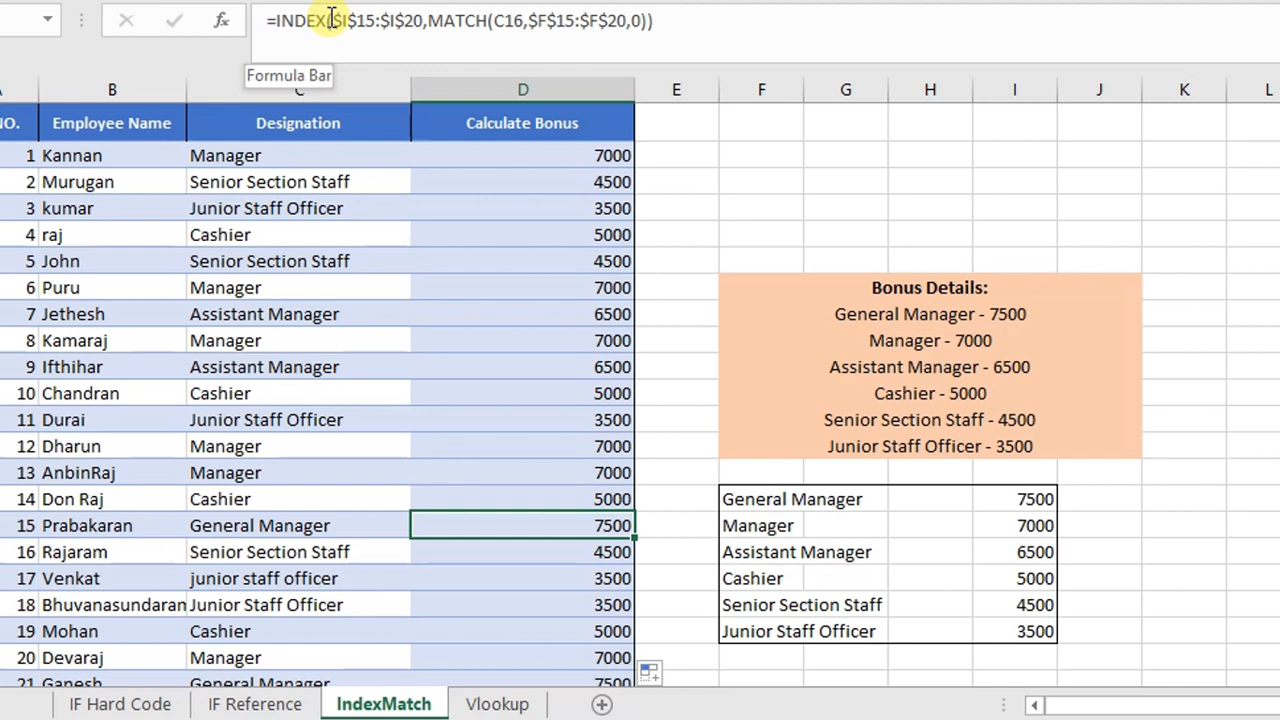 fx
=INDEX($I$15:$I$20,MATCH(C16,$F$15:$F$20,0))
Formula Bar
B D E F G H I J K L
NO. Employee Name Designation Calculate Bonus
1 Kannan Manager 7000
2 Murugan Senior Section Staff 4500
3 kumar Junior Staff Officer 3500
4 raj Cashier 5000
5 John Senior Section Staff 4500
6 Puru Manager 7000
7 Jethesh Assistant Manager 6500
8 Kamaraj Manager 7000
9 Ifthihar Assistant Manager 6500
10 Chandran Cashier 5000
11 Durai Junior Staff Officer 3500
12 Dharun Manager 7000
13 AnbinRaj Manager 7000
14 Don Raj Cashier 5000
15 Prabakaran General Manager 7500
16 Rajaram Senior Section Staff 4500
17 Venkat junior staff officer 3500
18 Bhuvanasundaran Junior Staff Officer 3500
19 Mohan Cashier 5000
20 Devaraj Manager 7000
21 Ganesh General Manager 7500
Bonus Details:
General Manager - 7500
Manager - 7000
Assistant Manager - 6500
Cashier - 5000
Senior Section Staff - 4500
Junior Staff Officer - 3500
General Manager 7500
Manager 7000
Assistant Manager 6500
Cashier 5000
Senior Section Staff 4500
Junior Staff Officer 3500
IF Hard Code IF Reference IndexMatch Vlookup